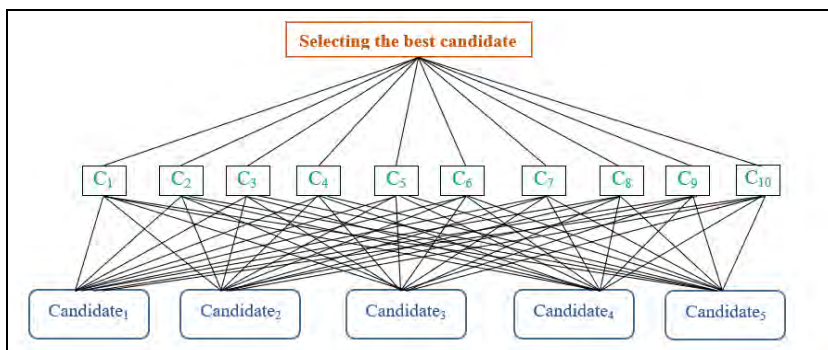 Selecting the best candidate
C₁ C₂ C₃ C₄ C₅ C₆ C₇ C₈ C₉ C₁₀
Candidate₁ Candidate₂ Candidate₃ Candidate₄ Candidate₅